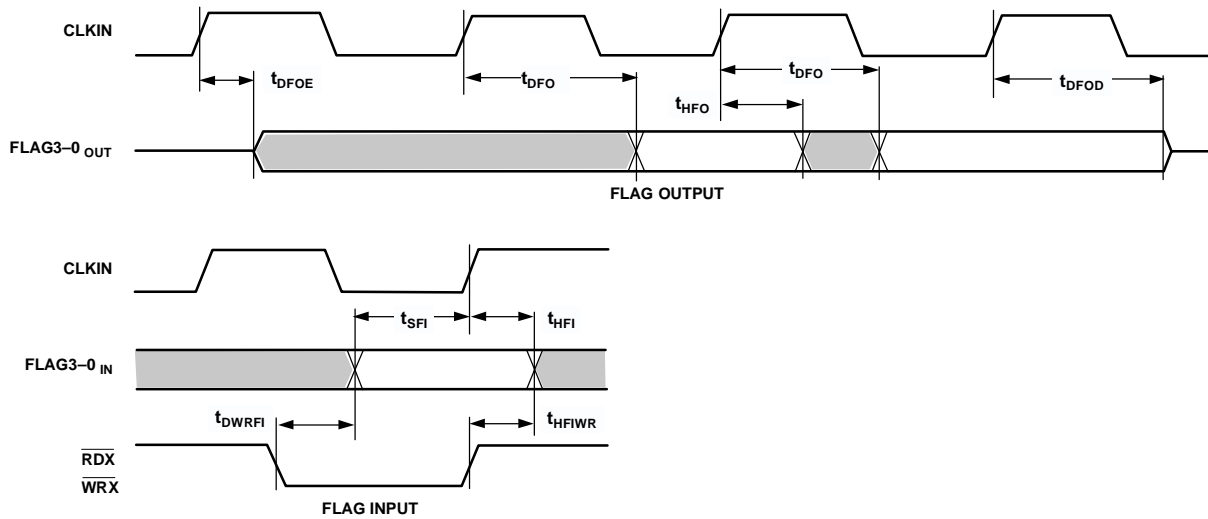 CLKIN
tDFOE
tDFO
tDFO
tDFOD
tHFO
FLAG3–0 OUT
FLAG OUTPUT
CLKIN
tSFI
tHFI
FLAG3–0 IN
tDWRFI
tHFIWR
RDX
WRX
FLAG INPUT